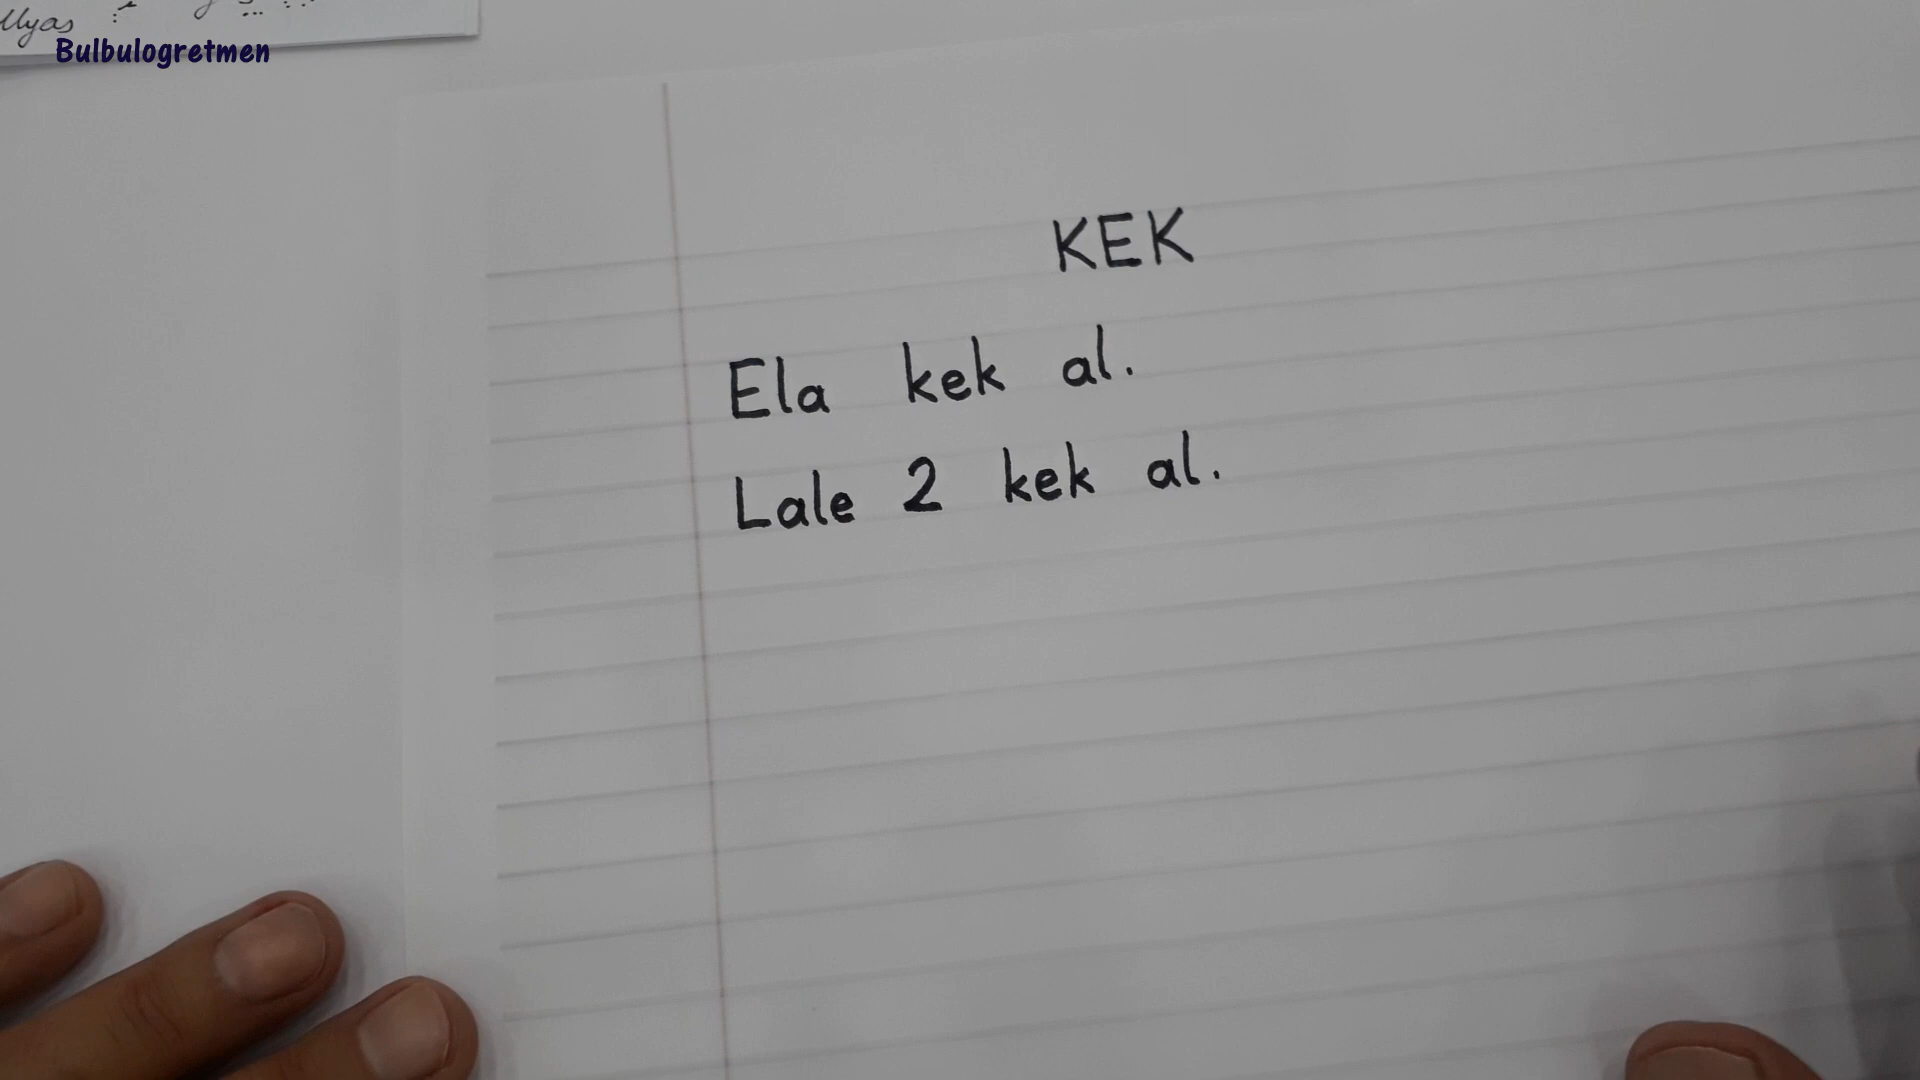 Bulbulogretmen
KEK
Ela kek al.
Lale 2 kek al.